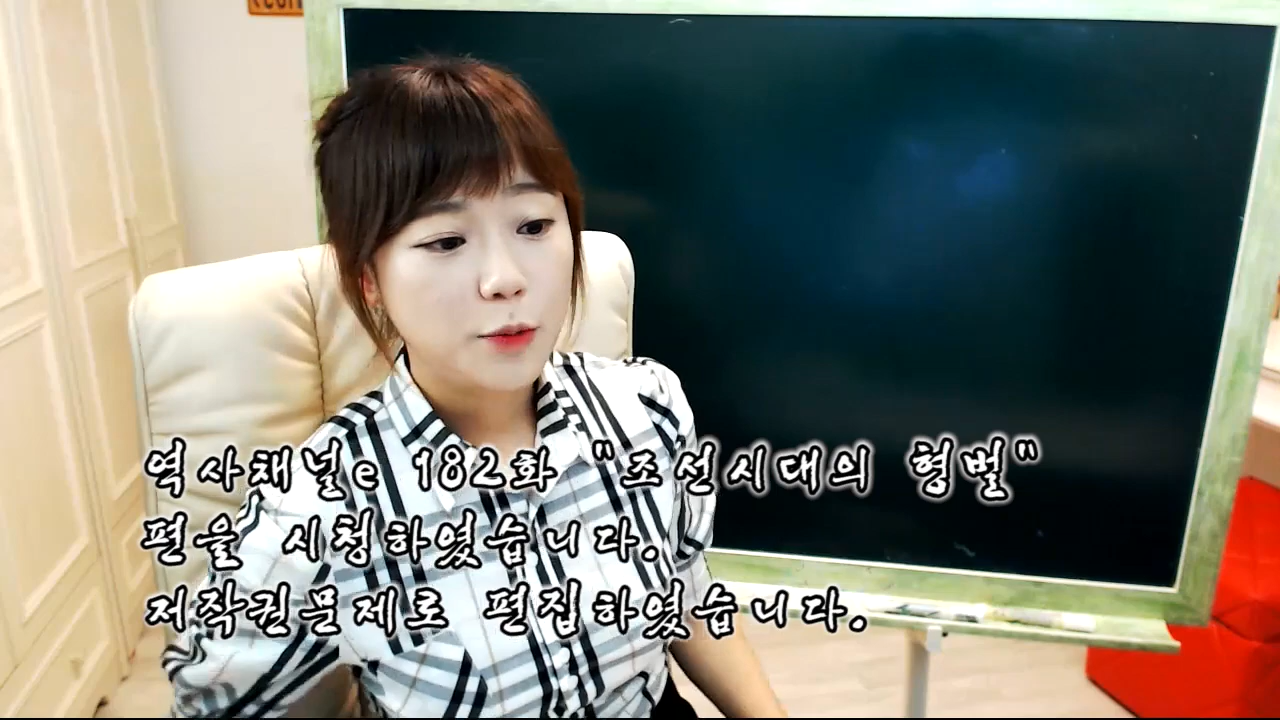 역사채널e 182화 "조선시대의 형벌"
편을 시청하였습니다.
저작권문제로 편집하였습니다.